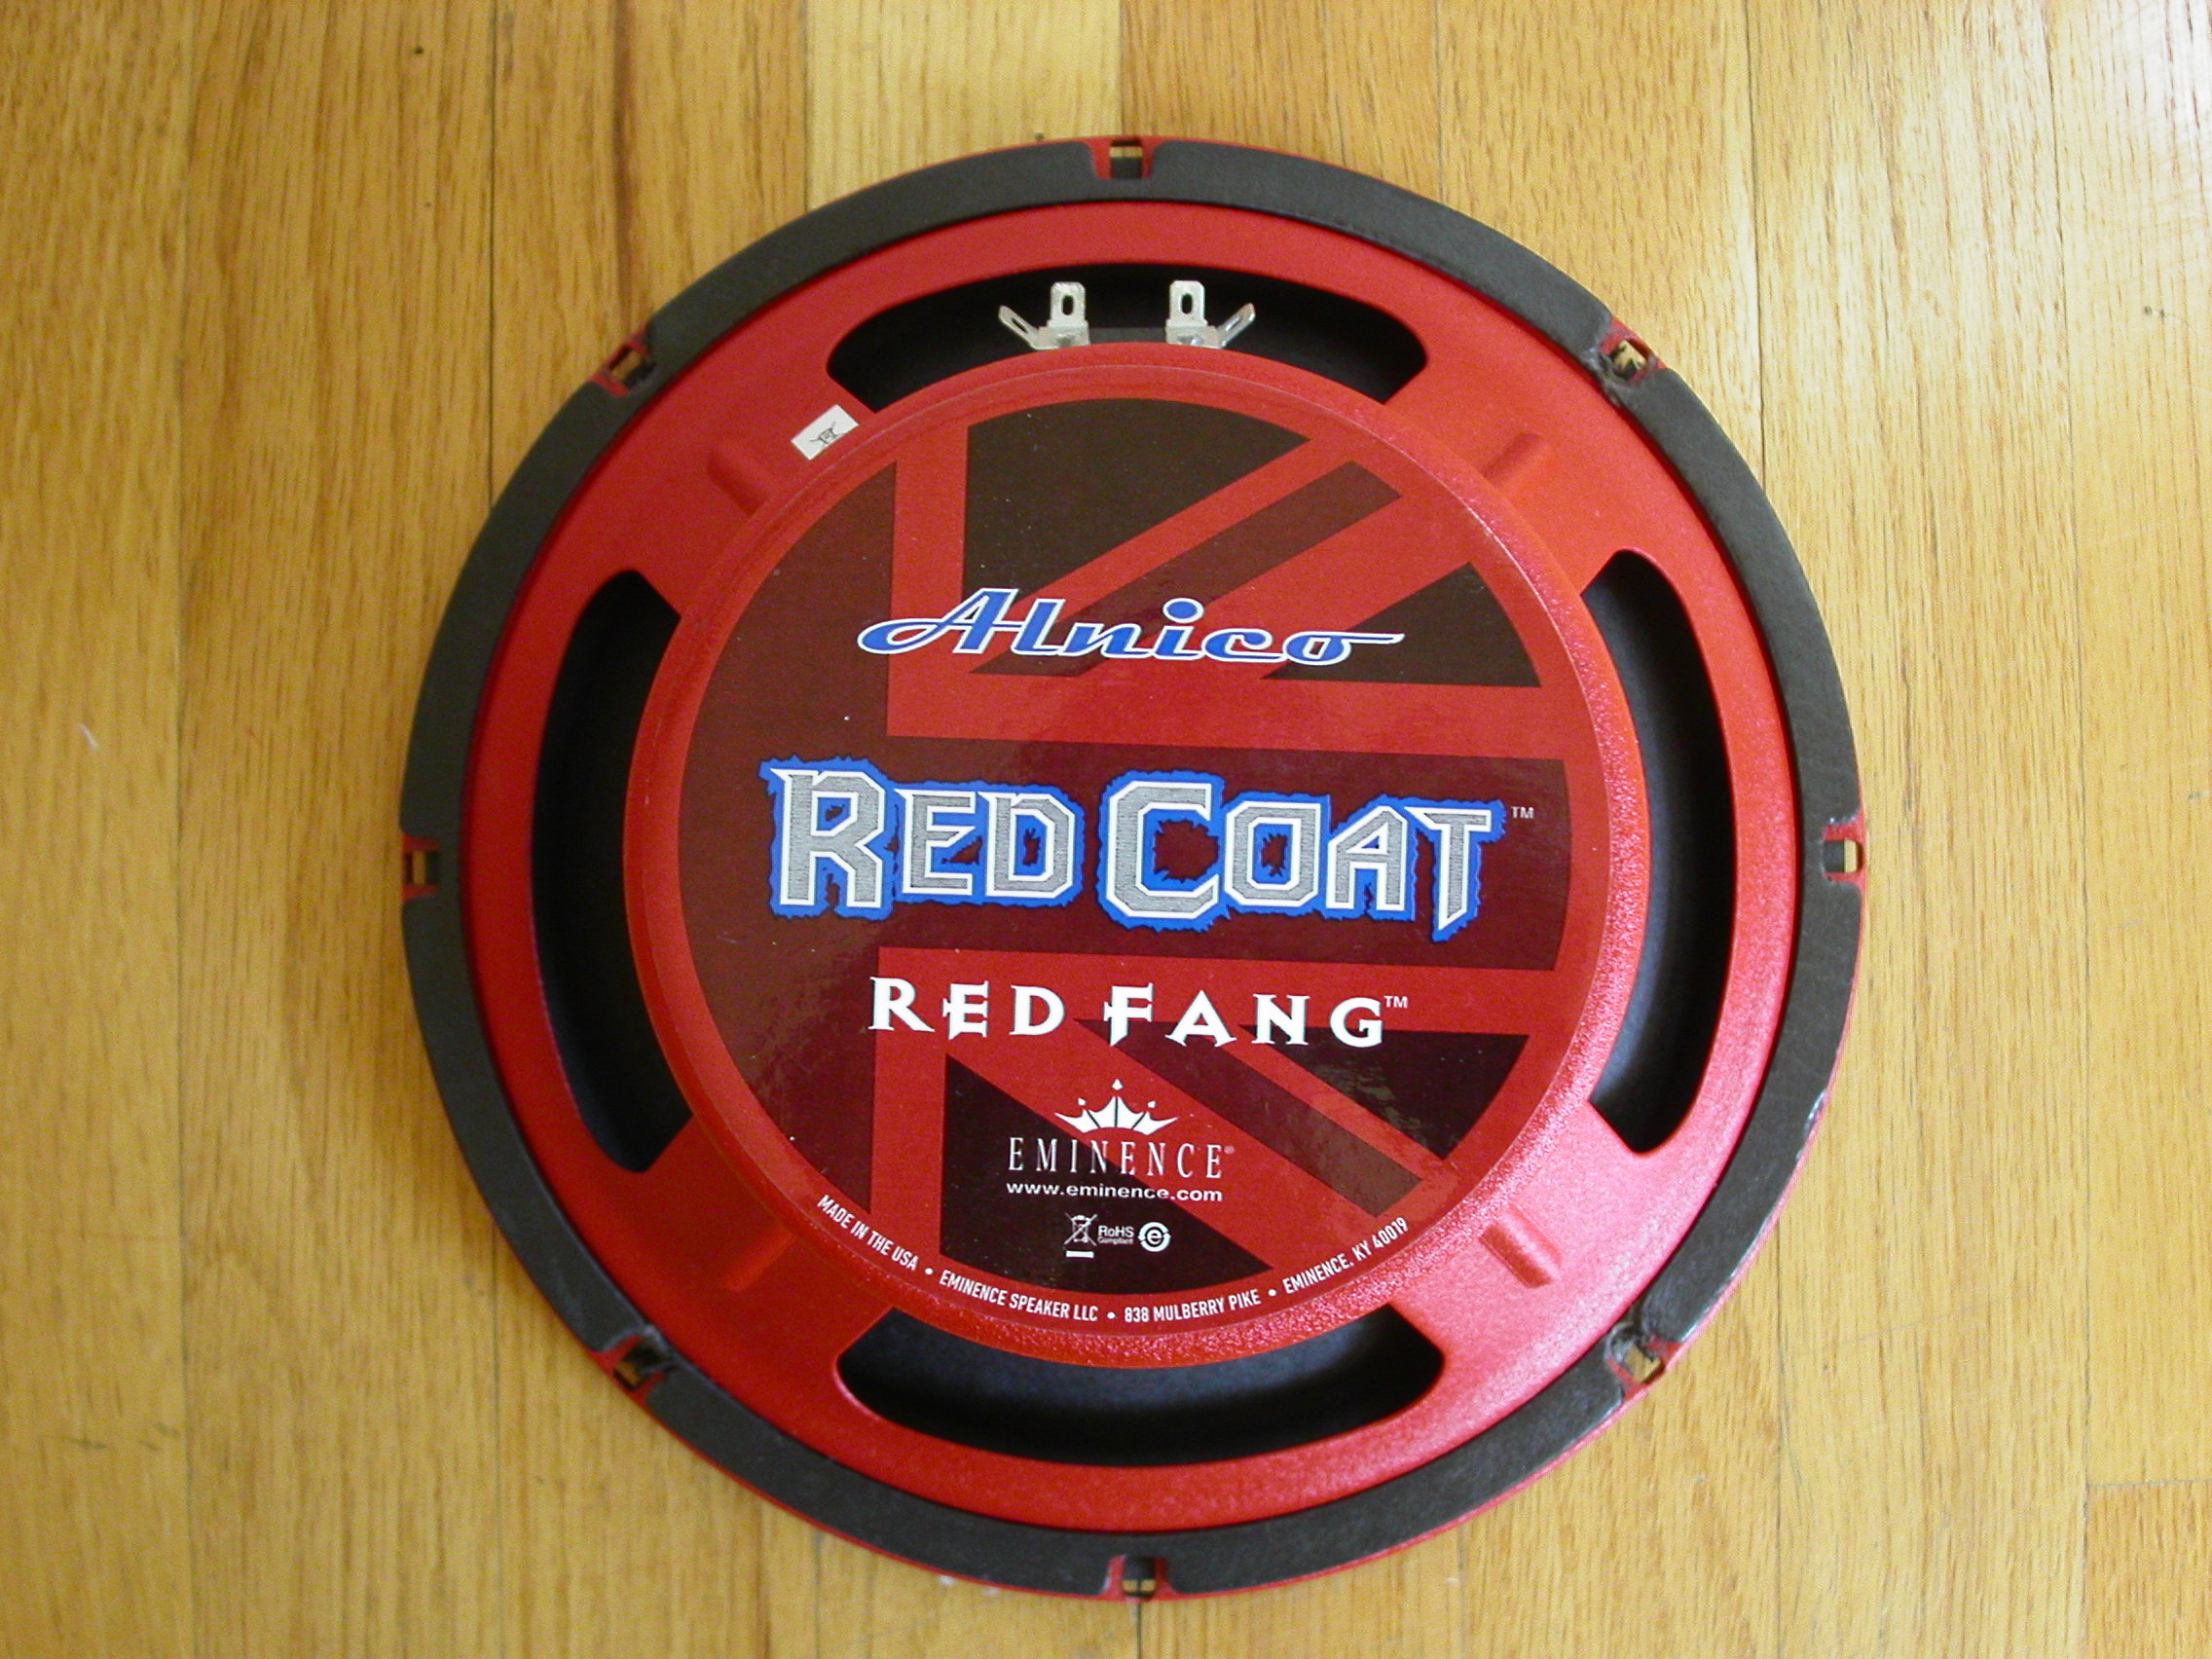 Alnico
RED COAT™
RED FANG™
EMINENCE®
www.eminence.com
RoHS
Compliant
e
MADE IN THE USA • EMINENCE SPEAKER LLC • 838 MULBERRY PIKE • EMINENCE, KY 40019